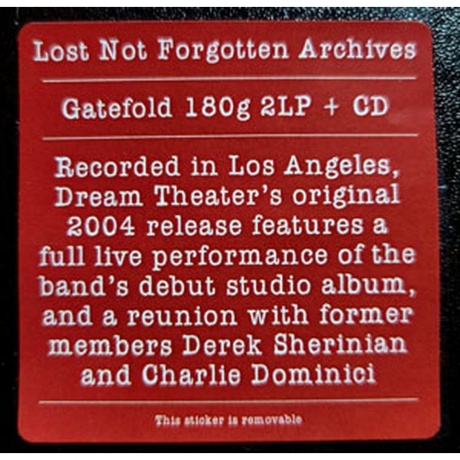 Lost Not Forgotten Archives
Gatefold 180g 2LP + CD
Recorded in Los Angeles,
Dream Theater's original
2004 release features a
full live performance of the
band's debut studio album,
and a reunion with former
members Derek Sherinian
and Charlie Dominici
This sticker is removable